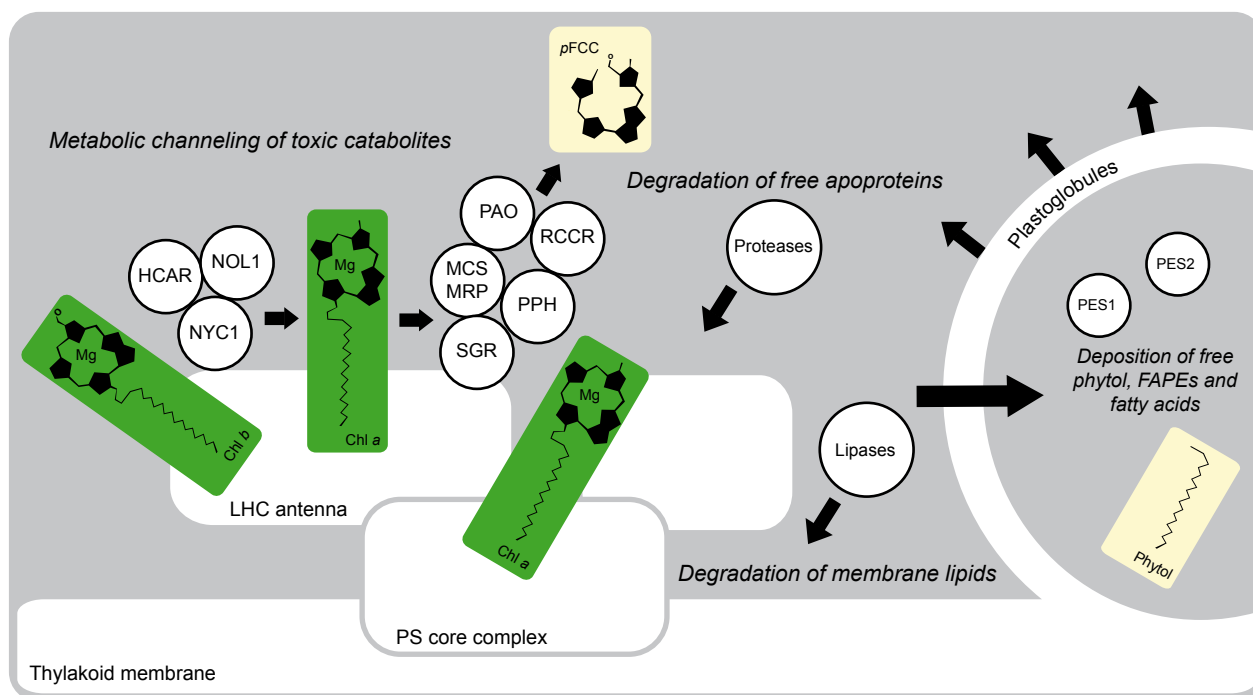 pFCC
o
Metabolic channeling of toxic catabolites
Degradation of free apoproteins
Plastoglobules
PAO
RCCR
Proteases
HCAR
NOL1
Mg
MCS
MRP
PPH
PES2
PES1
NYC1
SGR
o
Mg
Mg
Deposition of free
phytol, FAPEs and
fatty acids
Chl b
Chl a
Lipases
LHC antenna
Chl a
Phytol
Degradation of membrane lipids
PS core complex
Thylakoid membrane